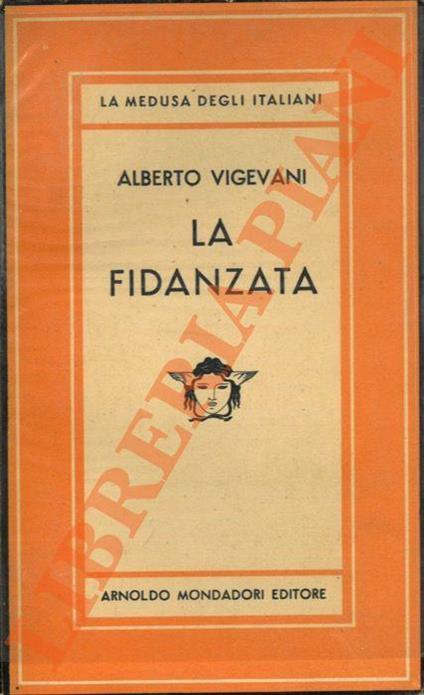 LA MEDUSA DEGLI ITALIANI
ALBERTO VIGEVANI
LA
FIDANZATA
ARNOLDO MONDADORI EDITORE
LIBRERIA PIANI